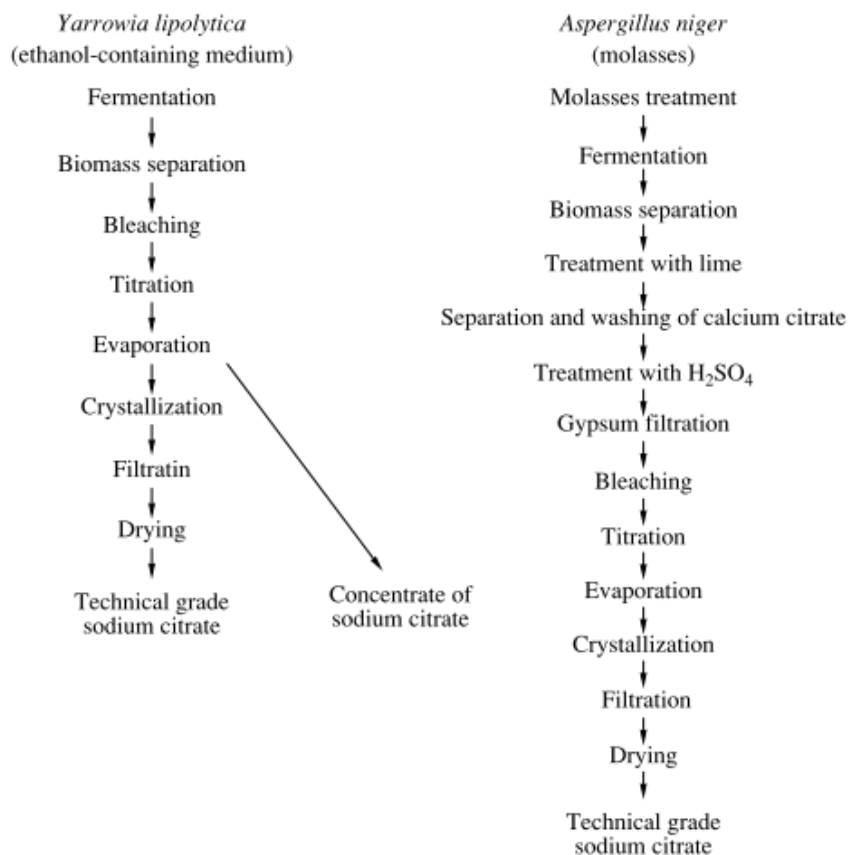 Yarrowia lipolytica
(ethanol-containing medium)
Fermentation
Biomass separation
Bleaching
Titration
Evaporation
Crystallization
Filtratin
Drying
Technical grade
sodium citrate
Concentrate of
sodium citrate
Aspergillus niger
(molasses)
Molasses treatment
Fermentation
Biomass separation
Treatment with lime
Separation and washing of calcium citrate
Treatment with H₂SO₄
Gypsum filtration
Bleaching
Titration
Evaporation
Crystallization
Filtration
Drying
Technical grade
sodium citrate